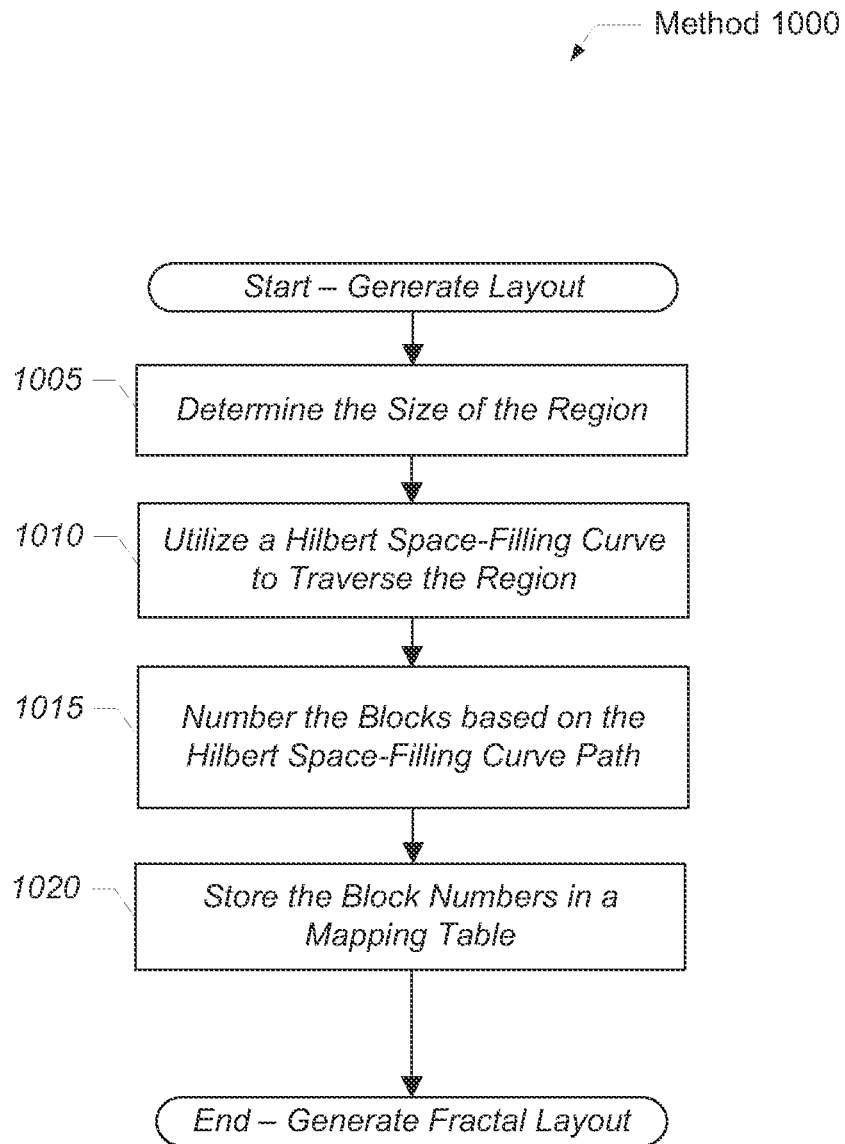 Method 1000
Start – Generate Layout
1005
Determine the Size of the Region
1010
Utilize a Hilbert Space-Filling Curve
to Traverse the Region
1015
Number the Blocks based on the
Hilbert Space-Filling Curve Path
1020
Store the Block Numbers in a
Mapping Table
End – Generate Fractal Layout